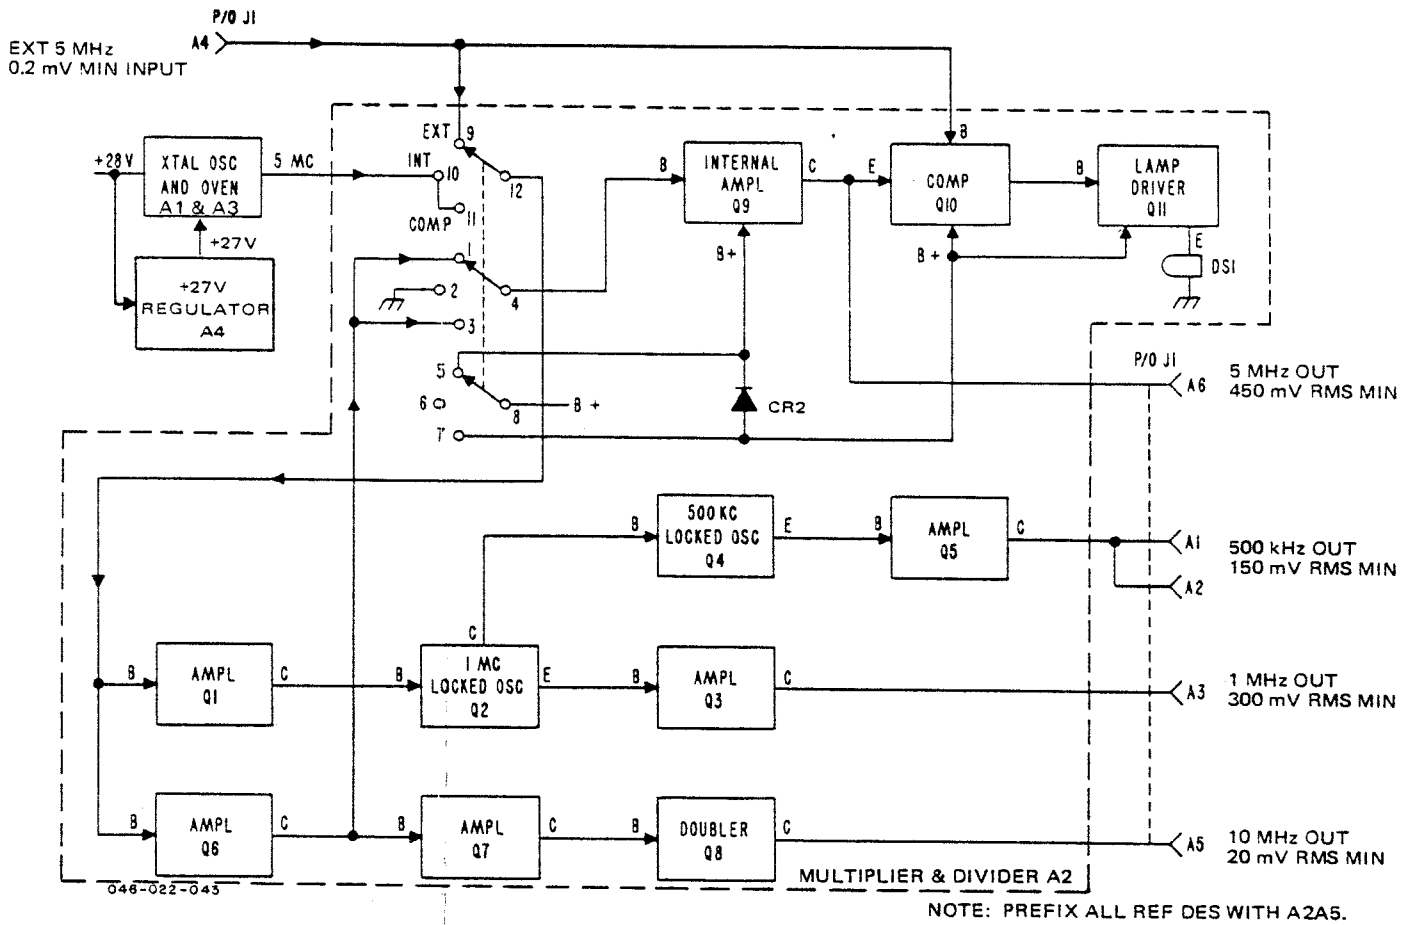 P/O J1
A4
EXT 5 MHz
0.2 mV MIN INPUT
+28V
XTAL OSC
AND OVEN
A1 & A3
5 MC
+27V
+27V
REGULATOR
A4
EXT
9
INT
10
12
11
COMP
1
2
4
3
5
6
8
7
B +
B
INTERNAL
AMPL
Q9
C
B+
CR2
E
B
COMP
Q10
B +
B
LAMP
DRIVER
Q11
E
DS1
P/O J1
A6
5 MHz OUT
450 mV RMS MIN
B
500 KC
LOCKED OSC
Q4
E
B
AMPL
Q5
C
A1
A2
500 kHz OUT
150 mV RMS MIN
B
AMPL
Q1
C
B
C
1 MC
LOCKED OSC
Q2
E
B
AMPL
Q3
C
A3
1 MHz OUT
300 mV RMS MIN
B
AMPL
Q6
C
B
AMPL
Q7
C
B
DOUBLER
Q8
C
A5
10 MHz OUT
20 mV RMS MIN
046-022-043
MULTIPLIER & DIVIDER A2
NOTE: PREFIX ALL REF DES WITH A2A5.